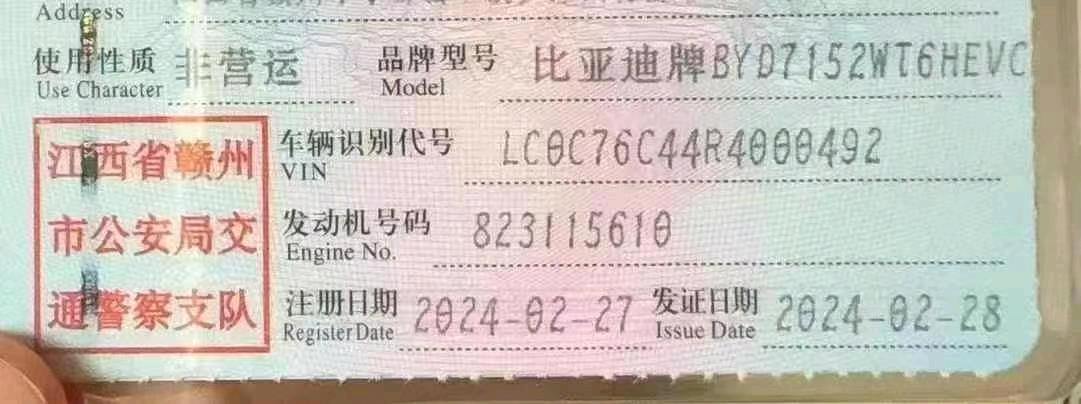 Address
使用性质 非营运 品牌型号 比亚迪牌BYD7152WT6HEVC
Use Character Model
江西省赣州 车辆识别代号 LC0C76C44R4000492
VIN
市公安局交 发动机号码 823115610
Engine No.
通警察支队 注册日期 2024-02-27 发证日期 2024-02-28
Register Date Issue Date